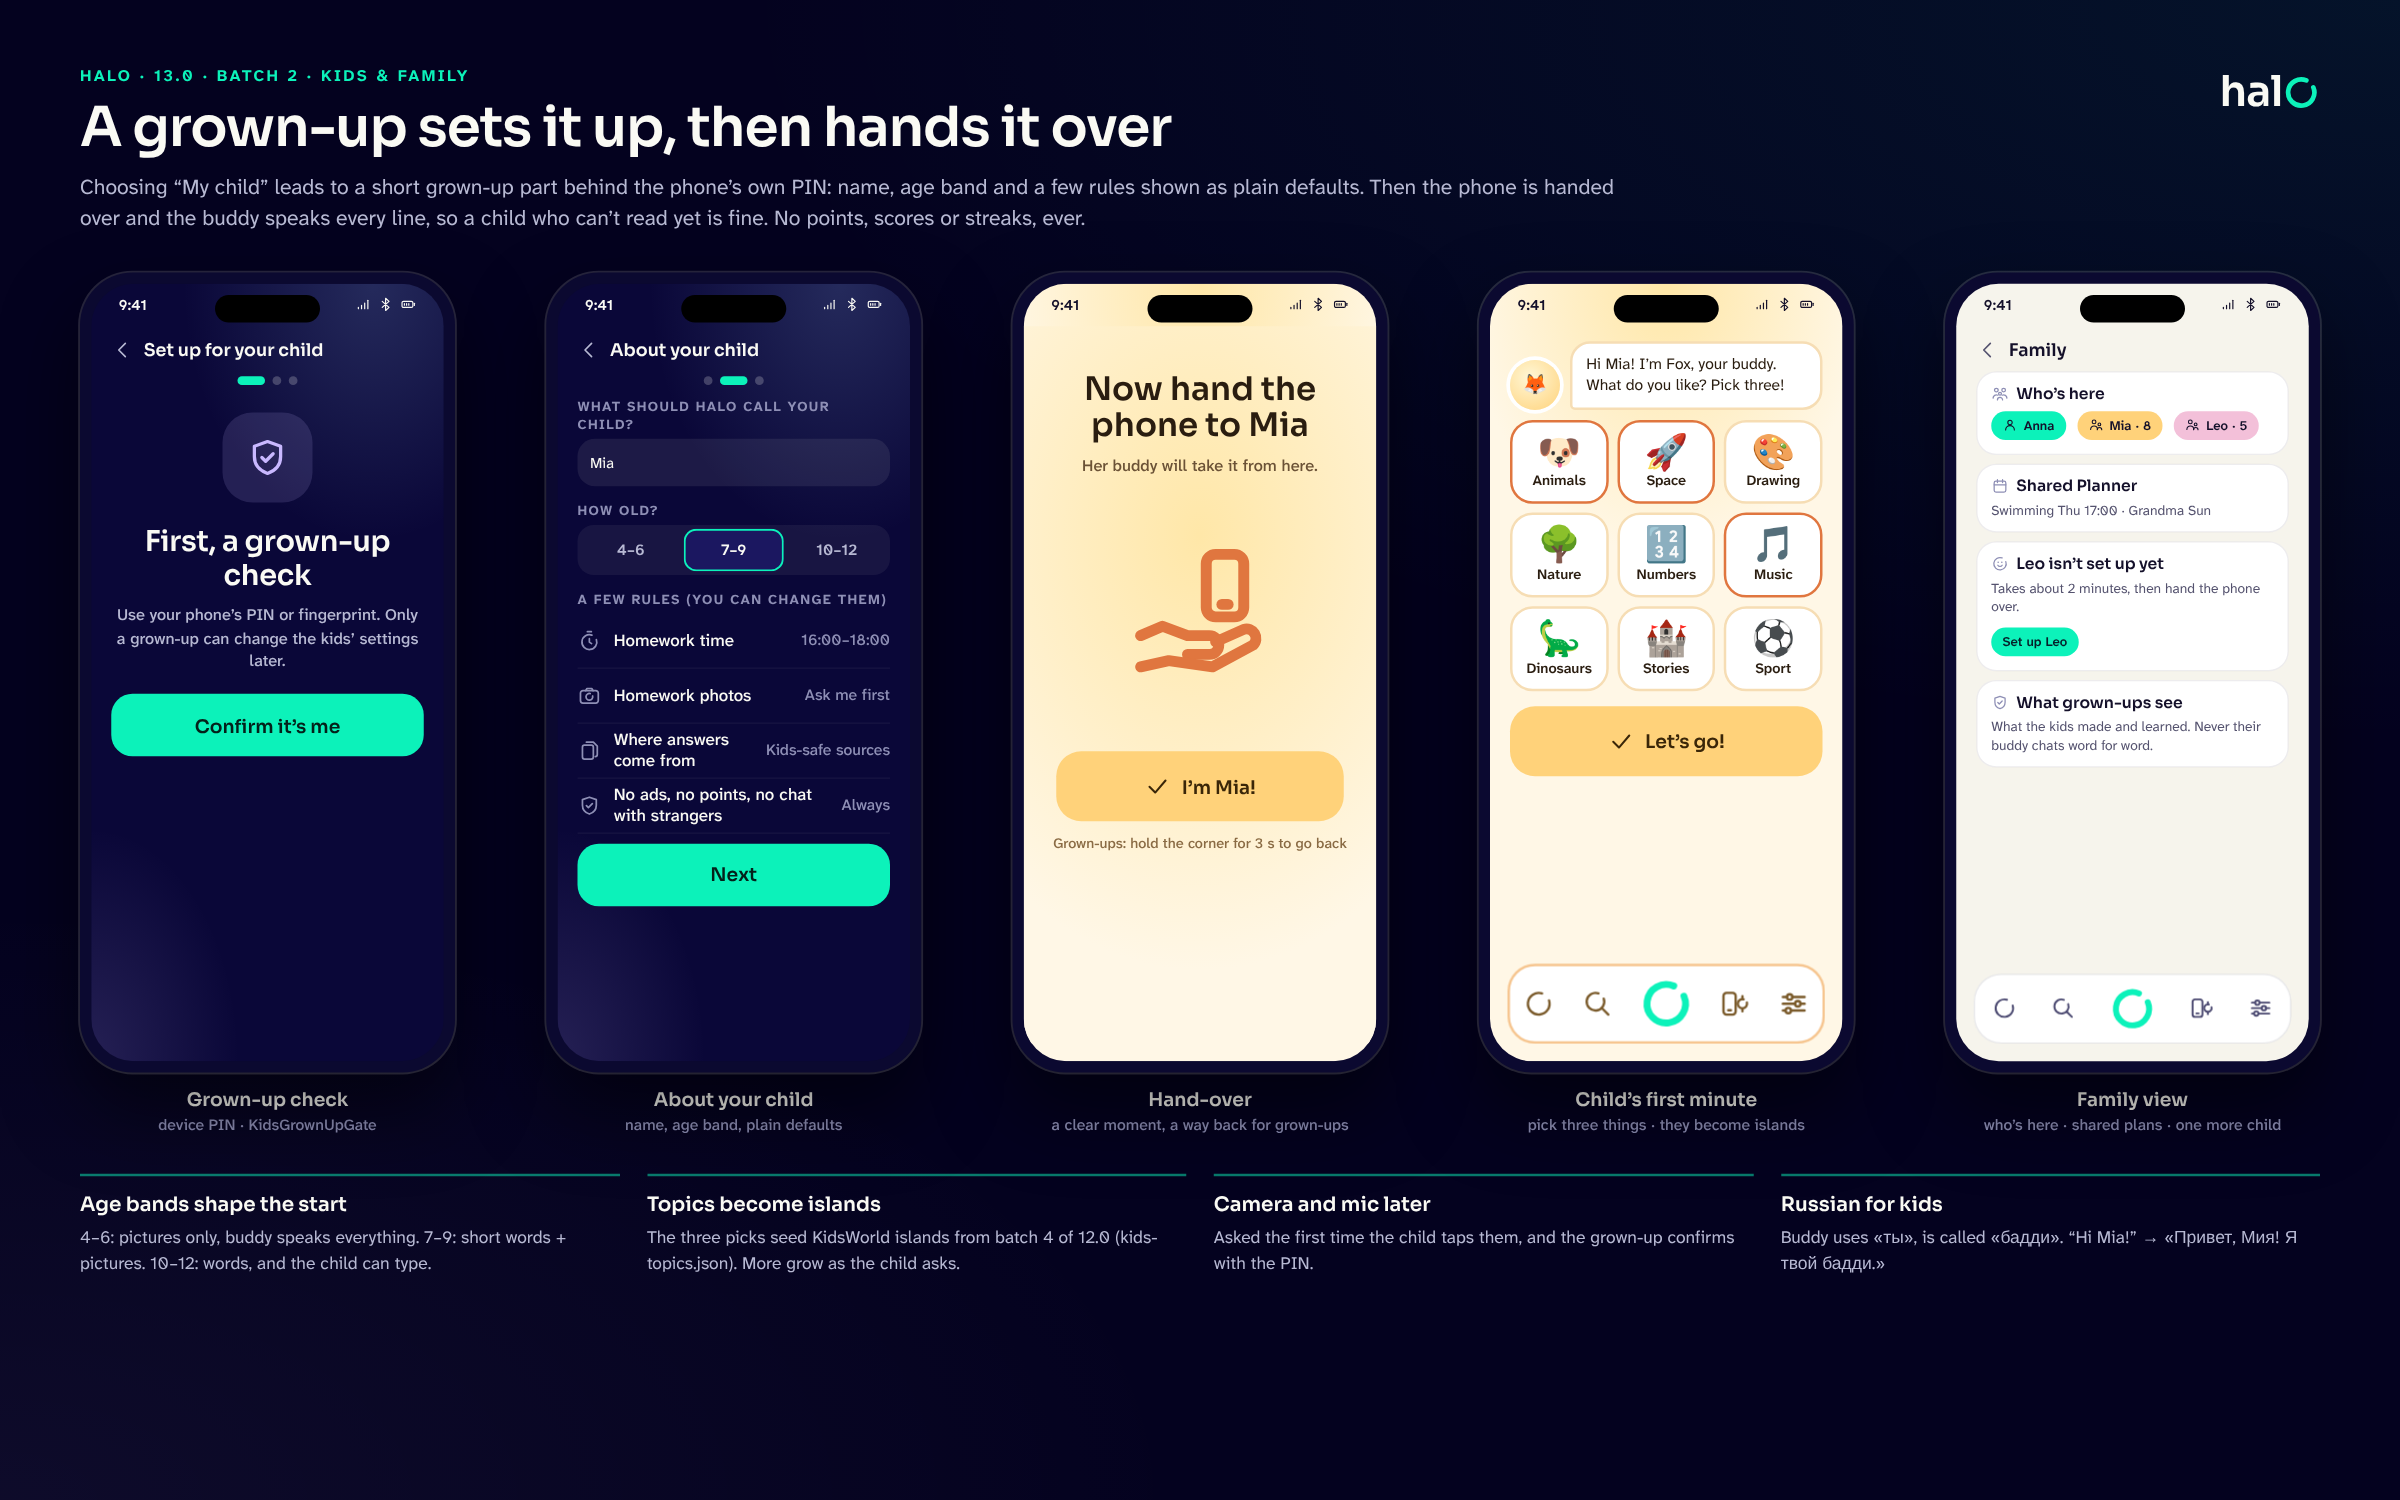 HALO · 13.0 · BATCH 2 · KIDS & FAMILY
halo
A grown-up sets it up, then hands it over
Choosing “My child” leads to a short grown-up part behind the phone’s own PIN: name, age band and a few rules shown as plain defaults. Then the phone is handed
over and the buddy speaks every line, so a child who can’t read yet is fine. No points, scores or streaks, ever.
9:41
Set up for your child
First, a grown-up
check
Use your phone’s PIN or fingerprint. Only
a grown-up can change the kids’ settings
later.
Confirm it’s me
Grown-up check
device PIN · KidsGrownUpGate
9:41
About your child
WHAT SHOULD HALO CALL YOUR
CHILD?
Mia
HOW OLD?
4–6
7–9
10–12
A FEW RULES (YOU CAN CHANGE THEM)
Homework time
16:00–18:00
Homework photos
Ask me first
Where answers
come from
Kids-safe sources
No ads, no points, no chat
with strangers
Always
Next
About your child
name, age band, plain defaults
9:41
Now hand the
phone to Mia
Her buddy will take it from here.
I’m Mia!
Grown-ups: hold the corner for 3 s to go back
Hand-over
a clear moment, a way back for grown-ups
9:41
Hi Mia! I’m Fox, your buddy.
What do you like? Pick three!
Animals
Space
Drawing
Nature
1 2
3 4
Numbers
Music
Dinosaurs
Stories
Sport
Let’s go!
Child’s first minute
pick three things · they become islands
9:41
Family
Who’s here
Anna
Mia · 8
Leo · 5
Shared Planner
Swimming Thu 17:00 · Grandma Sun
Leo isn’t set up yet
Takes about 2 minutes, then hand the phone
over.
Set up Leo
What grown-ups see
What the kids made and learned. Never their
buddy chats word for word.
Family view
who’s here · shared plans · one more child
Age bands shape the start
4–6: pictures only, buddy speaks everything. 7–9: short words +
pictures. 10–12: words, and the child can type.
Topics become islands
The three picks seed KidsWorld islands from batch 4 of 12.0 (kids-
topics.json). More grow as the child asks.
Camera and mic later
Asked the first time the child taps them, and the grown-up confirms
with the PIN.
Russian for kids
Buddy uses «ты», is called «бадди». “Hi Mia!” → «Привет, Мия! Я
твой бадди.»